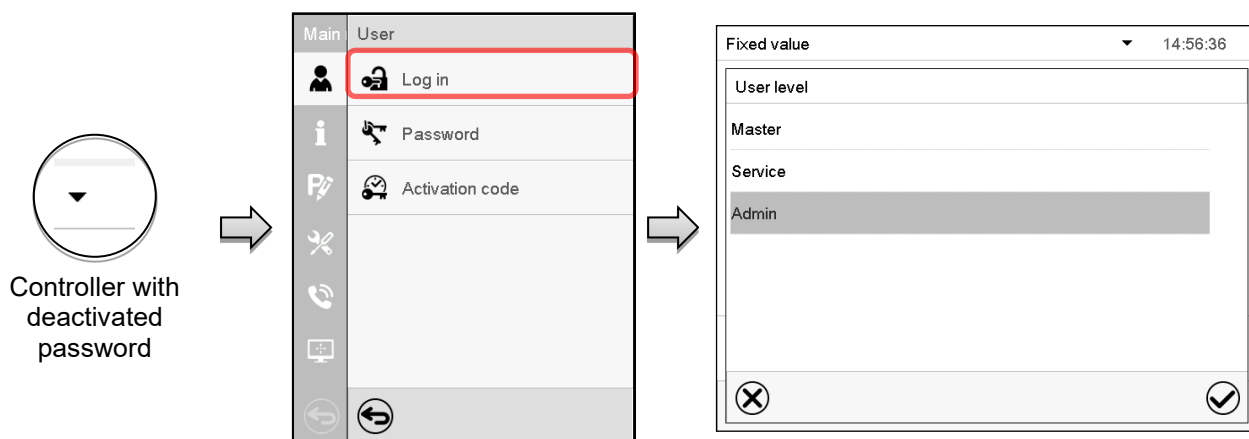 Controller with
deactivated
password
Main
User
Log in
Password
Activation code
Fixed value
14:56:36
User level
Master
Service
Admin